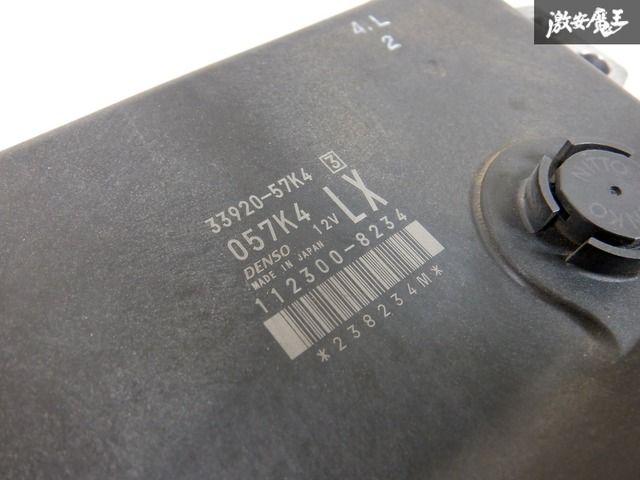 激安魔王
4.L
2
33920-57K4 3
057K4 LX
DENSO 12V
MADE IN JAPAN
112300-8234
*238234M*
NITTO